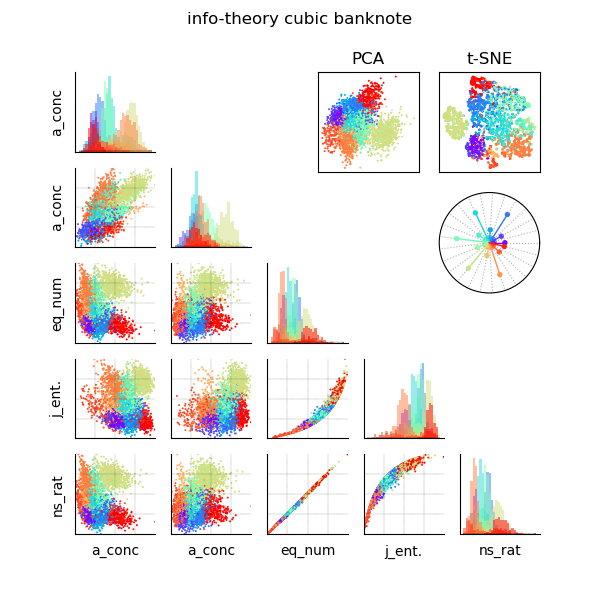 info-theory cubic banknote
PCA
t-SNE
a_conc
a_conc
eq_num
j_ent.
ns_rat
a_conc
a_conc
eq_num
j_ent.
ns_rat